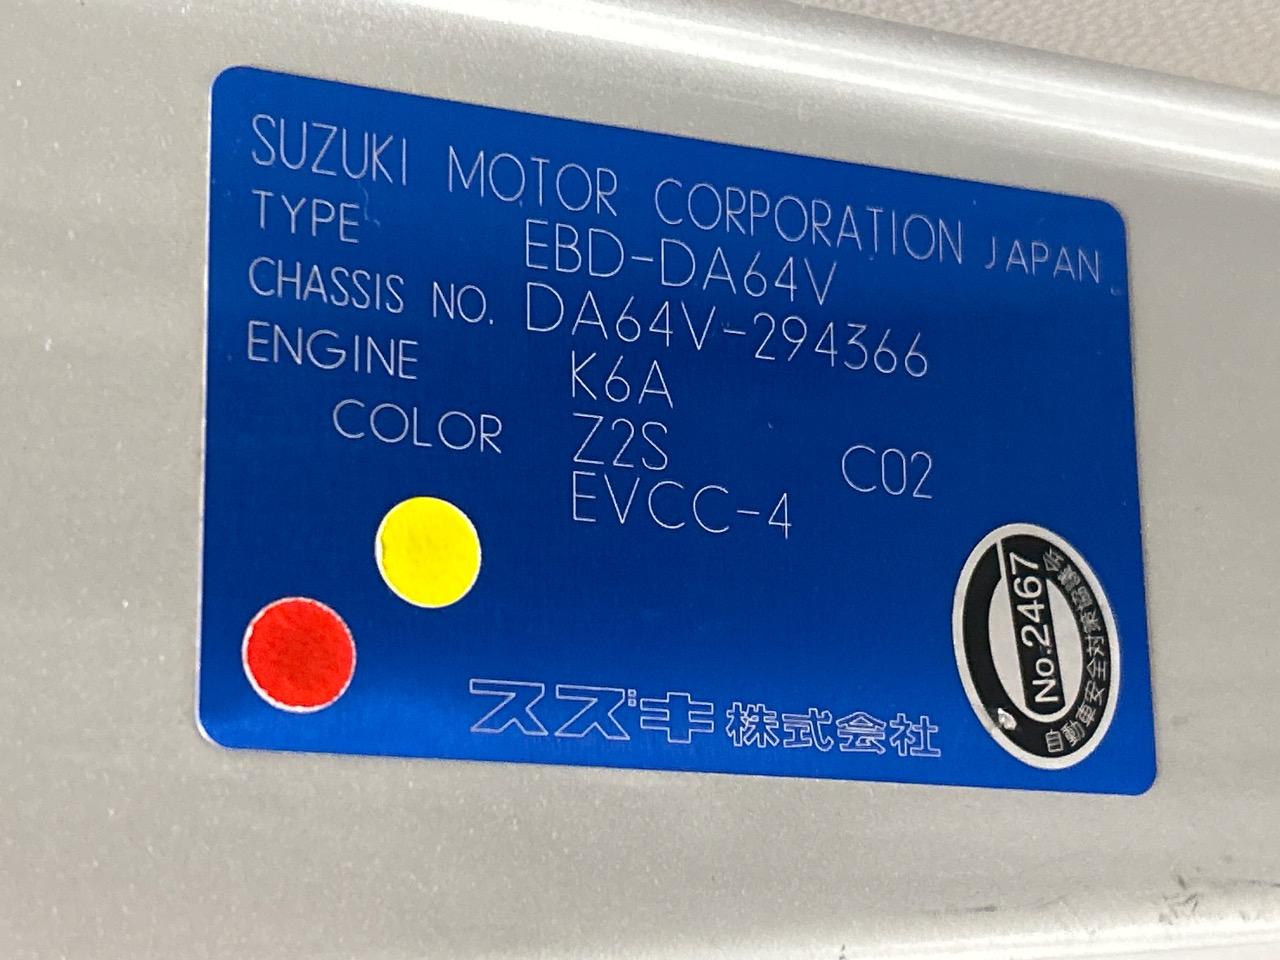 SUZUKI MOTOR CORPORATION JAPAN
TYPE EBD-DA64V
CHASSIS NO. DA64V-294366
ENGINE K6A
COLOR Z2S C02
EVCC-4
No.2467
自動車安全対策協議会
スズキ株式会社